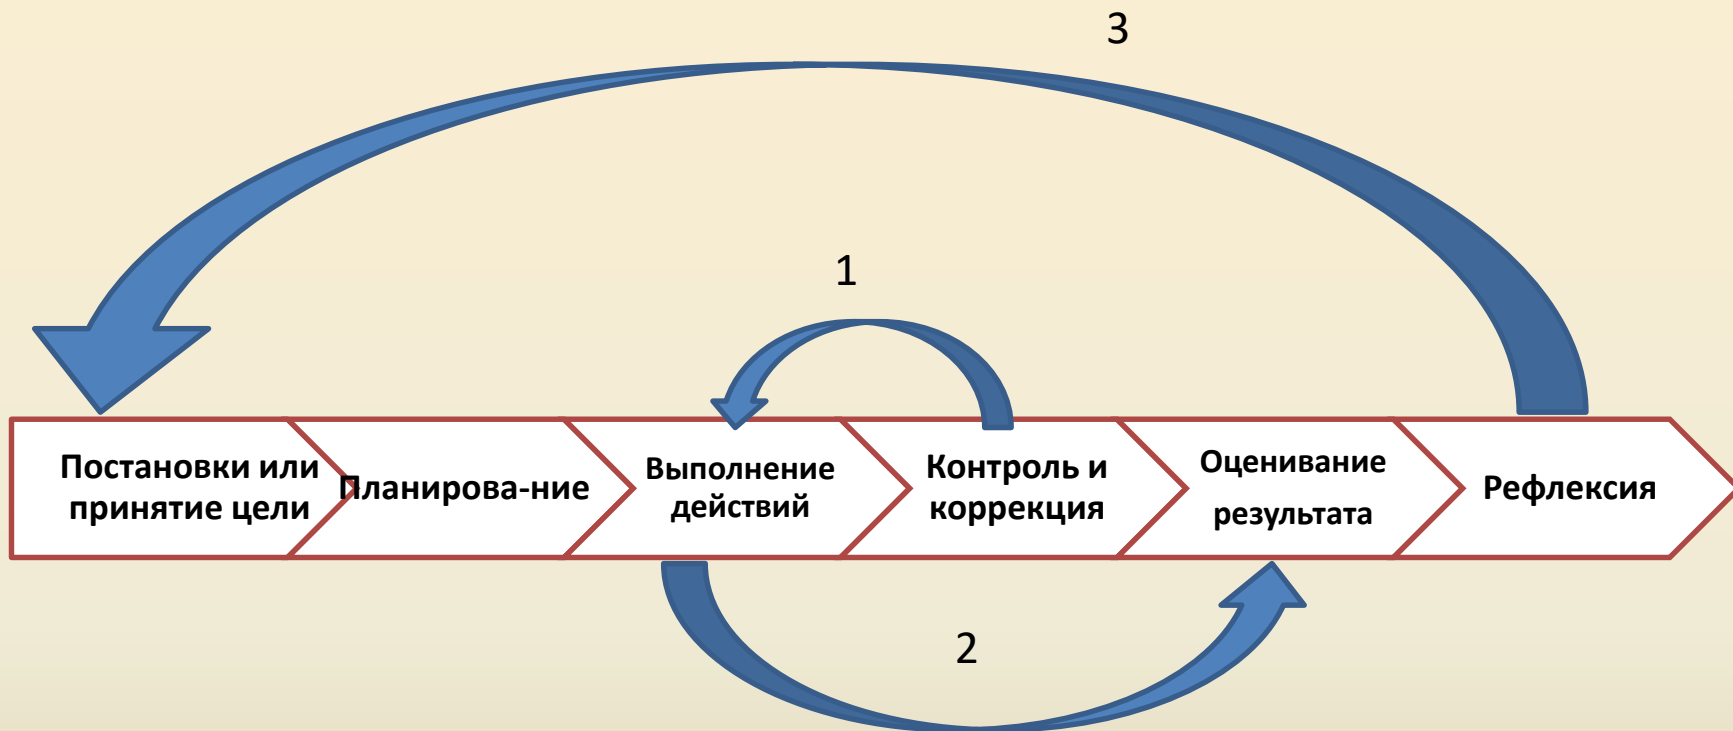 3
1
Постановки или
принятие цели
Планирова-ние
Выполнение
действий
Контроль и
коррекция
Оценивание
результата
Рефлексия
2